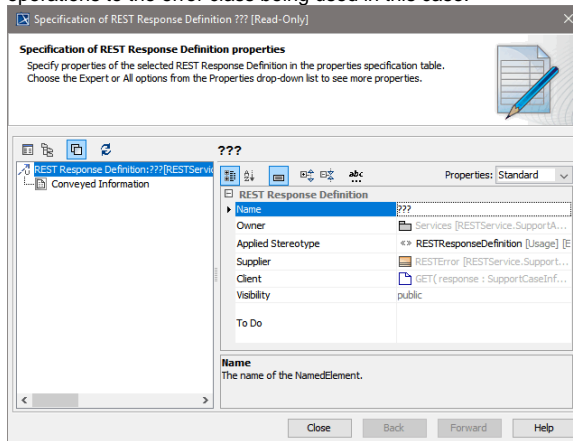 operations to the error class being used in this case.
Specification of REST Response Definition ??? [Read-Only]
Specification of REST Response Definition properties
Specify properties of the selected REST Response Definition in the properties specification table.
Choose the Expert or All options from the Properties drop-down list to see more properties.
???
REST Response Definition:???[RESTServic
Conveyed Information
Properties: Standard
REST Response Definition
Name ???
Owner Services [RESTService.SupportA...
Applied Stereotype «» RESTResponseDefinition [Usage] [E
Supplier RESTError [RESTService.Support...
Client GET( response : SupportCaseInf...
Visibility public
To Do
Name
The name of the NamedElement.
Close Back Forward Help